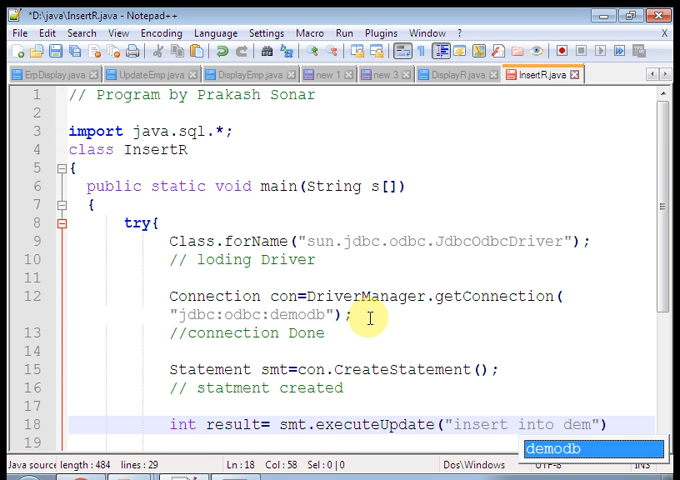 *D:\java\InsertR.java - Notepad++
File Edit Search View Encoding Language Settings Macro Run Plugins Window ? X
ErpDisplay.java UpdateEmp.java DisplayEmp.java new 1 new 3 DisplayR.java InsertR.java
1 // Program by Prakash Sonar
2
3 import java.sql.*;
4 class InsertR
5 {
6 public static void main(String s[])
7 {
8 try{
9 Class.forName("sun.jdbc.odbc.JdbcOdbcDriver");
10 // loding Driver
11
12 Connection con=DriverManager.getConnection(
"jdbc:odbc:demodb");
13 //connection Done
14
15 Statement smt=con.CreateStatement();
16 // statment created
17
18 int result= smt.executeUpdate("insert into dem")
demodb
19
Java source length : 484 lines : 29 Ln : 18 Col : 58 Sel : 0 | 0 Dos\Windows UTF-8 INS